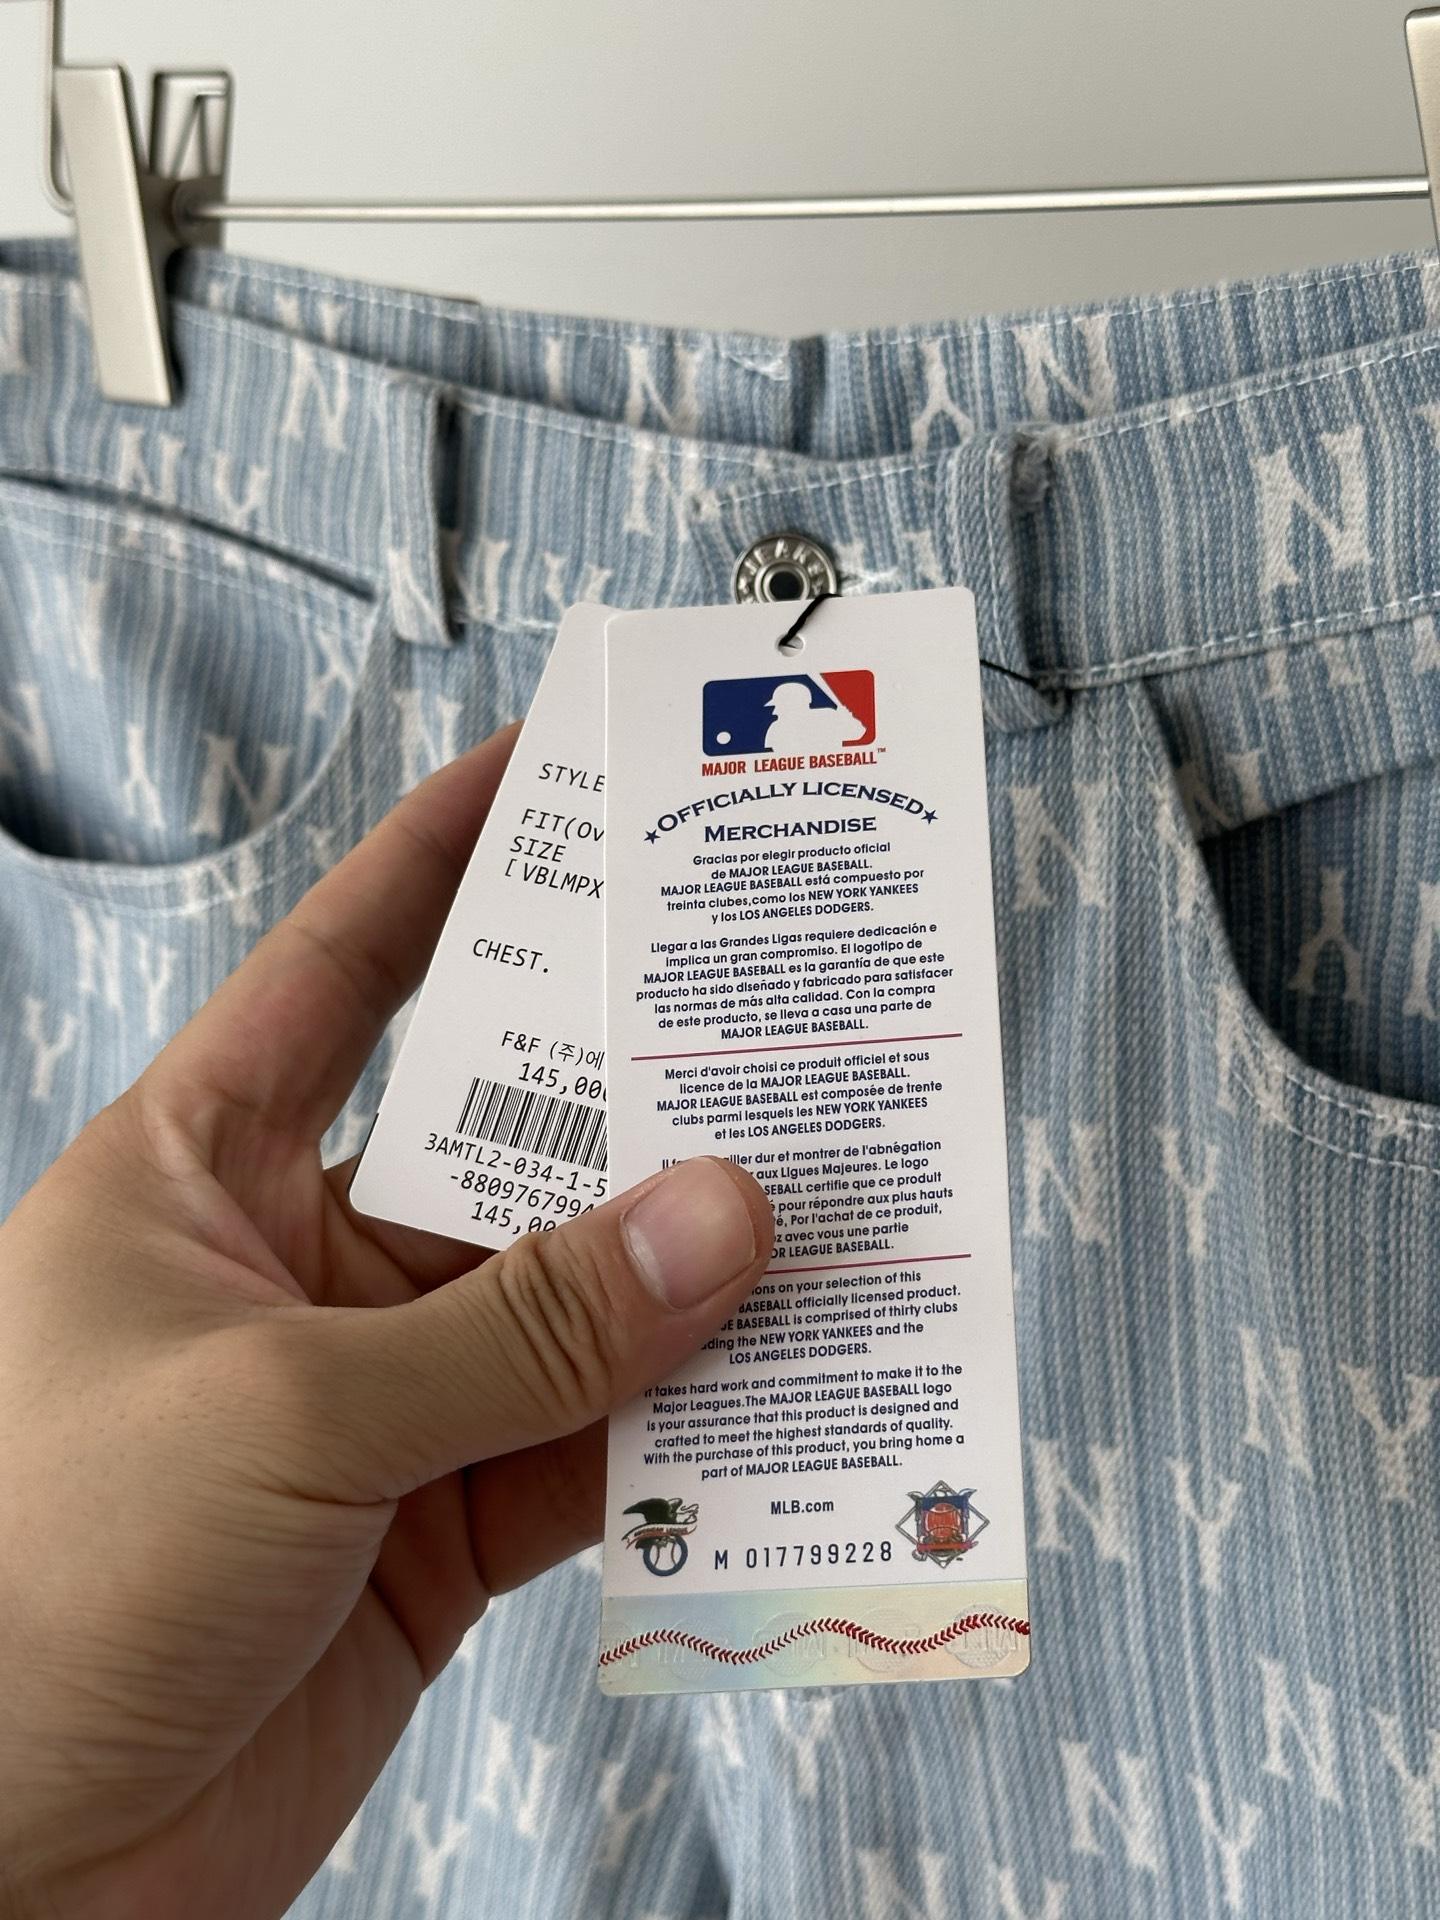 JEANS
STYLE
FIT(Ov
SIZE
[VBLMPX
CHEST.
F&F (주)에
145,00
3AMTL2-034-1-5
-8809767994
145,00
MAJOR LEAGUE BASEBALL™
OFFICIALLY LICENSED
MERCHANDISE
Gracias por elegir producto oficial
de MAJOR LEAGUE BASEBALL.
MAJOR LEAGUE BASEBALL está compuesto por
treinta clubes,como los NEW YORK YANKEES
y los LOS ANGELES DODGERS.
Llegar a las Grandes Ligas requiere dedicación e
implica un gran compromiso. El logotipo de
MAJOR LEAGUE BASEBALL es la garantía de que este
producto ha sido dlseñado y fabricado para satisfacer
las normas de más alta calidad. Con la compra
de este producto, se lleva a casa una parte de
MAJOR LEAGUE BASEBALL.
Merci d'avoir choisi ce produit officiel et sous
licence de la MAJOR LEAGUE BASEBALL.
MAJOR LEAGUE BASEBALL est composée de trente
clubs parmi lesquels les NEW YORK YANKEES
et les LOS ANGELES DODGERS.
iller dur et montrer de l'abnégation
aux Ligues Majeures. Le logo
SEBALL certifie que ce produit
pour répondre aux plus hauts
é, Por l'achat de ce produit,
z avec vous une partie
OR LEAGUE BASEBALL.
ions on your selection of this
BASEBALL officially licensed product.
UE BASEBALL is comprised of thirty clubs
ding the NEW YORK YANKEES and the
LOS ANGELES DODGERS.
It takes hard work and commitment to make it to the
Major Leagues.The MAJOR LEAGUE BASEBALL logo
is your assurance that this product is designed and
crafted to meet the highest standards of quality.
With the purchase of this product, you bring home a
part of MAJOR LEAGUE BASEBALL.
MLB.com
AMERICAN LEAGUE
M 017799228